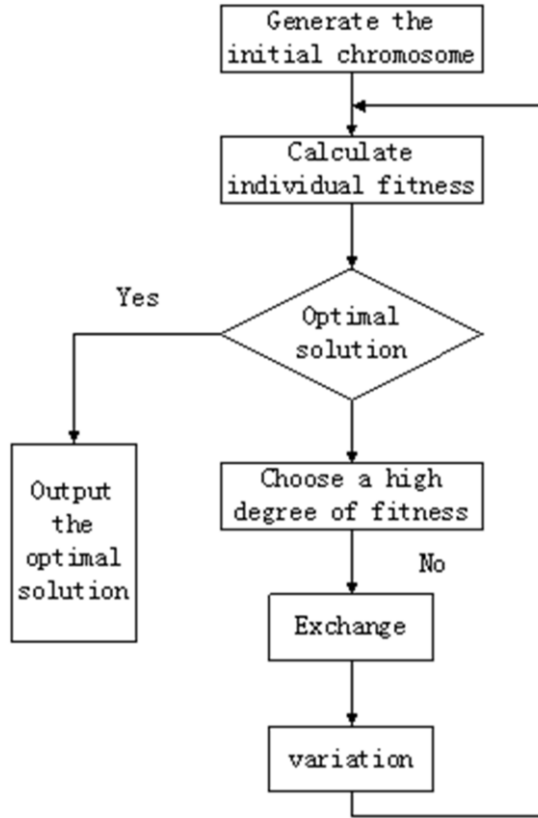 Generate the
initial chromosome
Calculate
individual fitness
Yes
Optimal
solution
Output
the
optimal
solution
Choose a high
degree of fitness
No
Exchange
variation